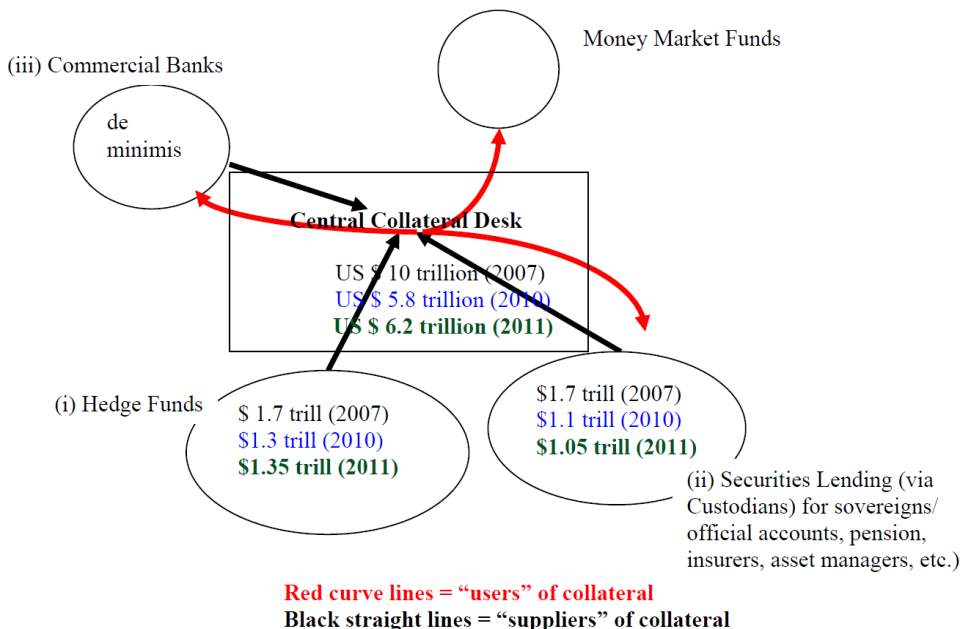 Money Market Funds
(iii) Commercial Banks
de
minimis
Central Collateral Desk
US $ 10 trillion (2007)
US $ 5.8 trillion (2010)
US $ 6.2 trillion (2011)
(i) Hedge Funds
$ 1.7 trill (2007)
$1.3 trill (2010)
$1.35 trill (2011)
$1.7 trill (2007)
$1.1 trill (2010)
$1.05 trill (2011)
(ii) Securities Lending (via
Custodians) for sovereigns/
official accounts, pension,
insurers, asset managers, etc.)
Red curve lines = “users” of collateral
Black straight lines = “suppliers” of collateral